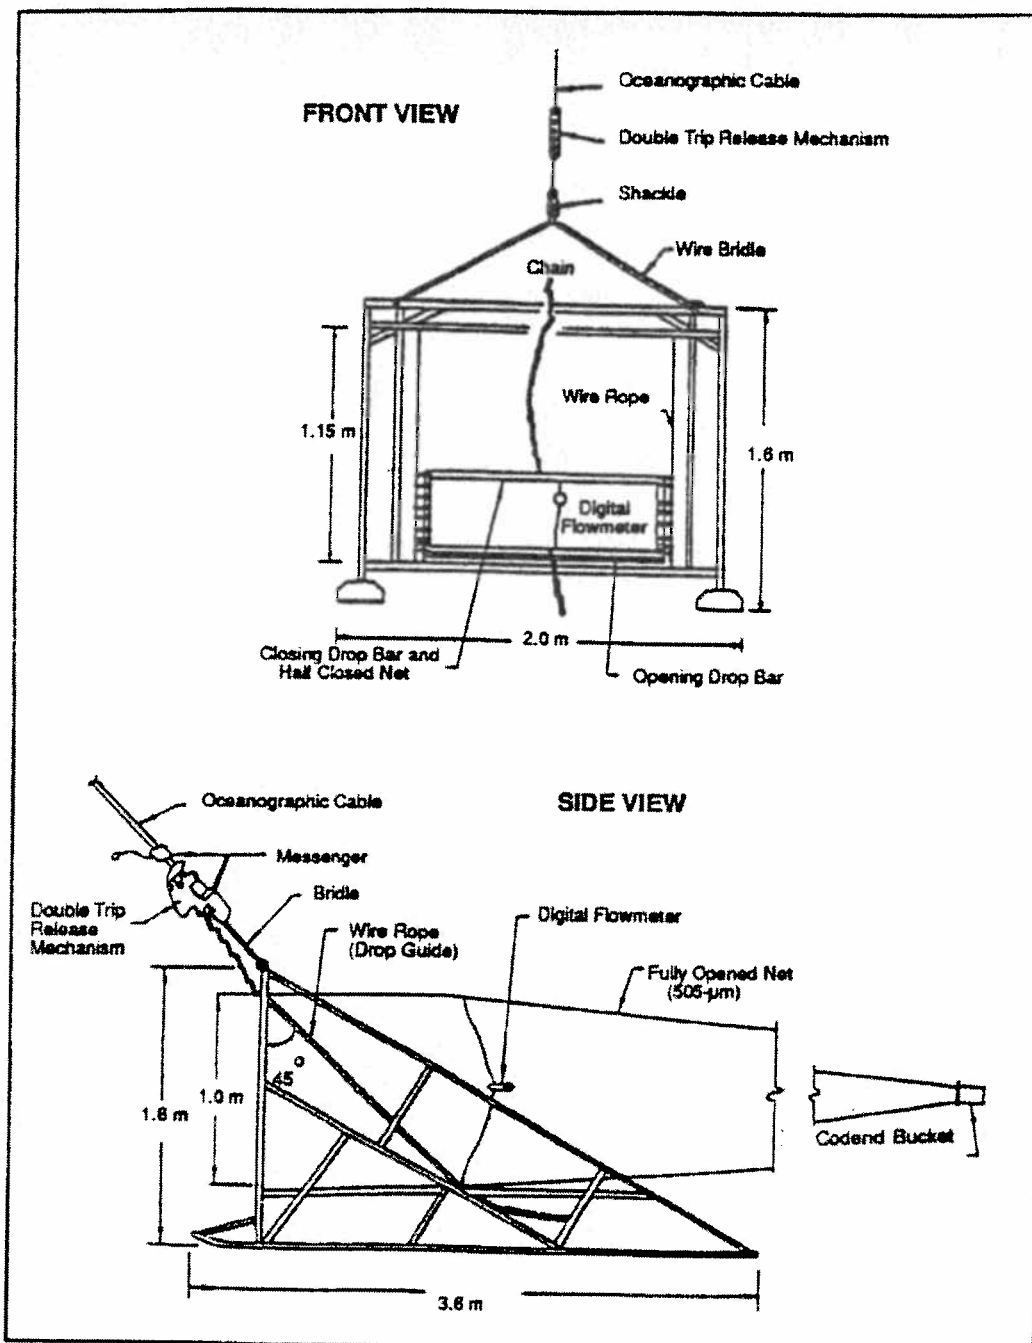 FRONT VIEW
Oceanographic Cable
Double Trip Release Mechanism
Shackle
Wire Bridle
Chain
Wire Rope
1.15 m
1.6 m
Digital
Flowmeter
2.0 m
Closing Drop Bar and
Half Closed Net
Opening Drop Bar
SIDE VIEW
Oceanographic Cable
Messenger
Bridle
Double Trip
Release
Mechanism
Wire Rope
(Drop Guide)
Digital Flowmeter
Fully Opened Net
(505-µm)
45°
1.6 m
1.0 m
Codend Bucket
3.6 m